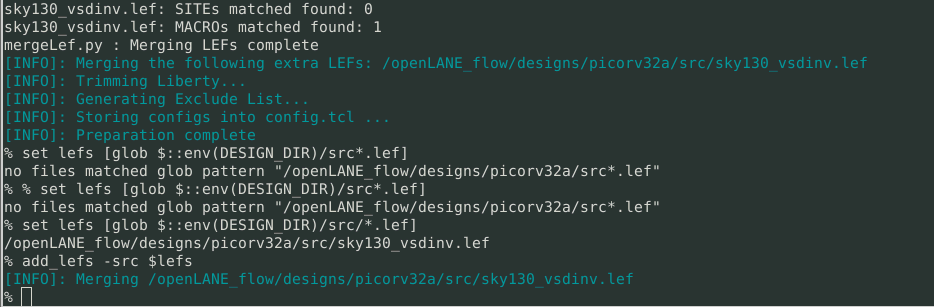 sky130_vsdinv.lef: SITEs matched found: 0
sky130_vsdinv.lef: MACROs matched found: 1
mergeLef.py : Merging LEFs complete
[INFO]: Merging the following extra LEFs: /openLANE_flow/designs/picorv32a/src/sky130_vsdinv.lef
[INFO]: Trimming Liberty...
[INFO]: Generating Exclude List...
[INFO]: Storing configs into config.tcl ...
[INFO]: Preparation complete
% set lefs [glob $::env(DESIGN_DIR)/src*.lef]
no files matched glob pattern "/openLANE_flow/designs/picorv32a/src*.lef"
% % set lefs [glob $::env(DESIGN_DIR)/src*.lef]
no files matched glob pattern "/openLANE_flow/designs/picorv32a/src*.lef"
% set lefs [glob $::env(DESIGN_DIR)/src/*.lef]
/openLANE_flow/designs/picorv32a/src/sky130_vsdinv.lef
% add_lefs -src $lefs
[INFO]: Merging /openLANE_flow/designs/picorv32a/src/sky130_vsdinv.lef
%